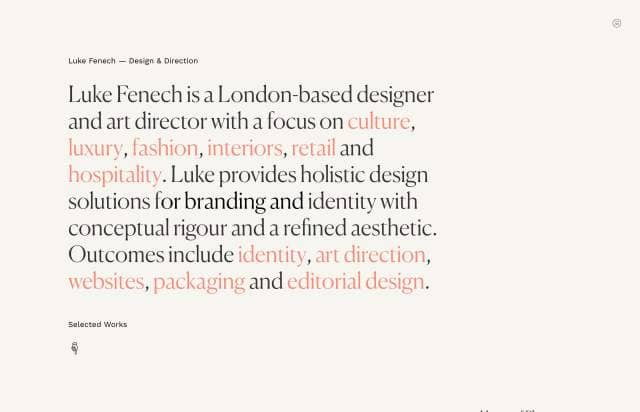 Luke Fenech — Design & Direction
Luke Fenech is a London-based designer
and art director with a focus on culture,
luxury, fashion, interiors, retail and
hospitality. Luke provides holistic design
solutions for branding and identity with
conceptual rigour and a refined aesthetic.
Outcomes include identity, art direction,
websites, packaging and editorial design.
Selected Works